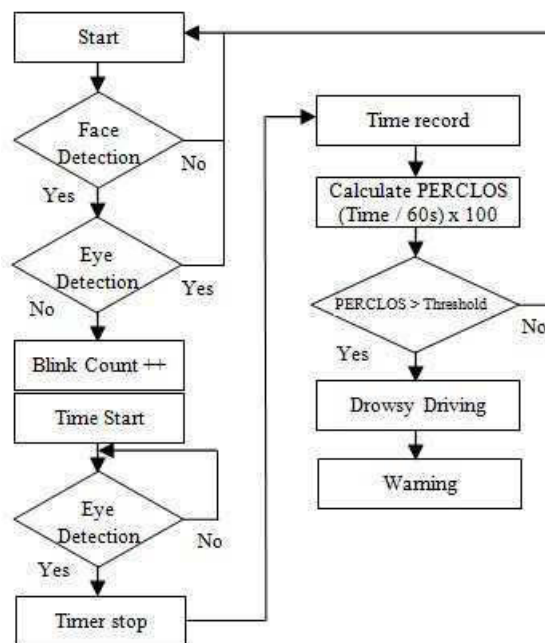 Start
Face
Detection
No
Yes
Eye
Detection
Yes
No
Blink Count ++
Time Start
Eye
Detection
No
Yes
Timer stop
Time record
Calculate PERCLOS
(Time / 60s) x 100
PERCLOS > Threshold
No
Yes
Drowsy Driving
Warning